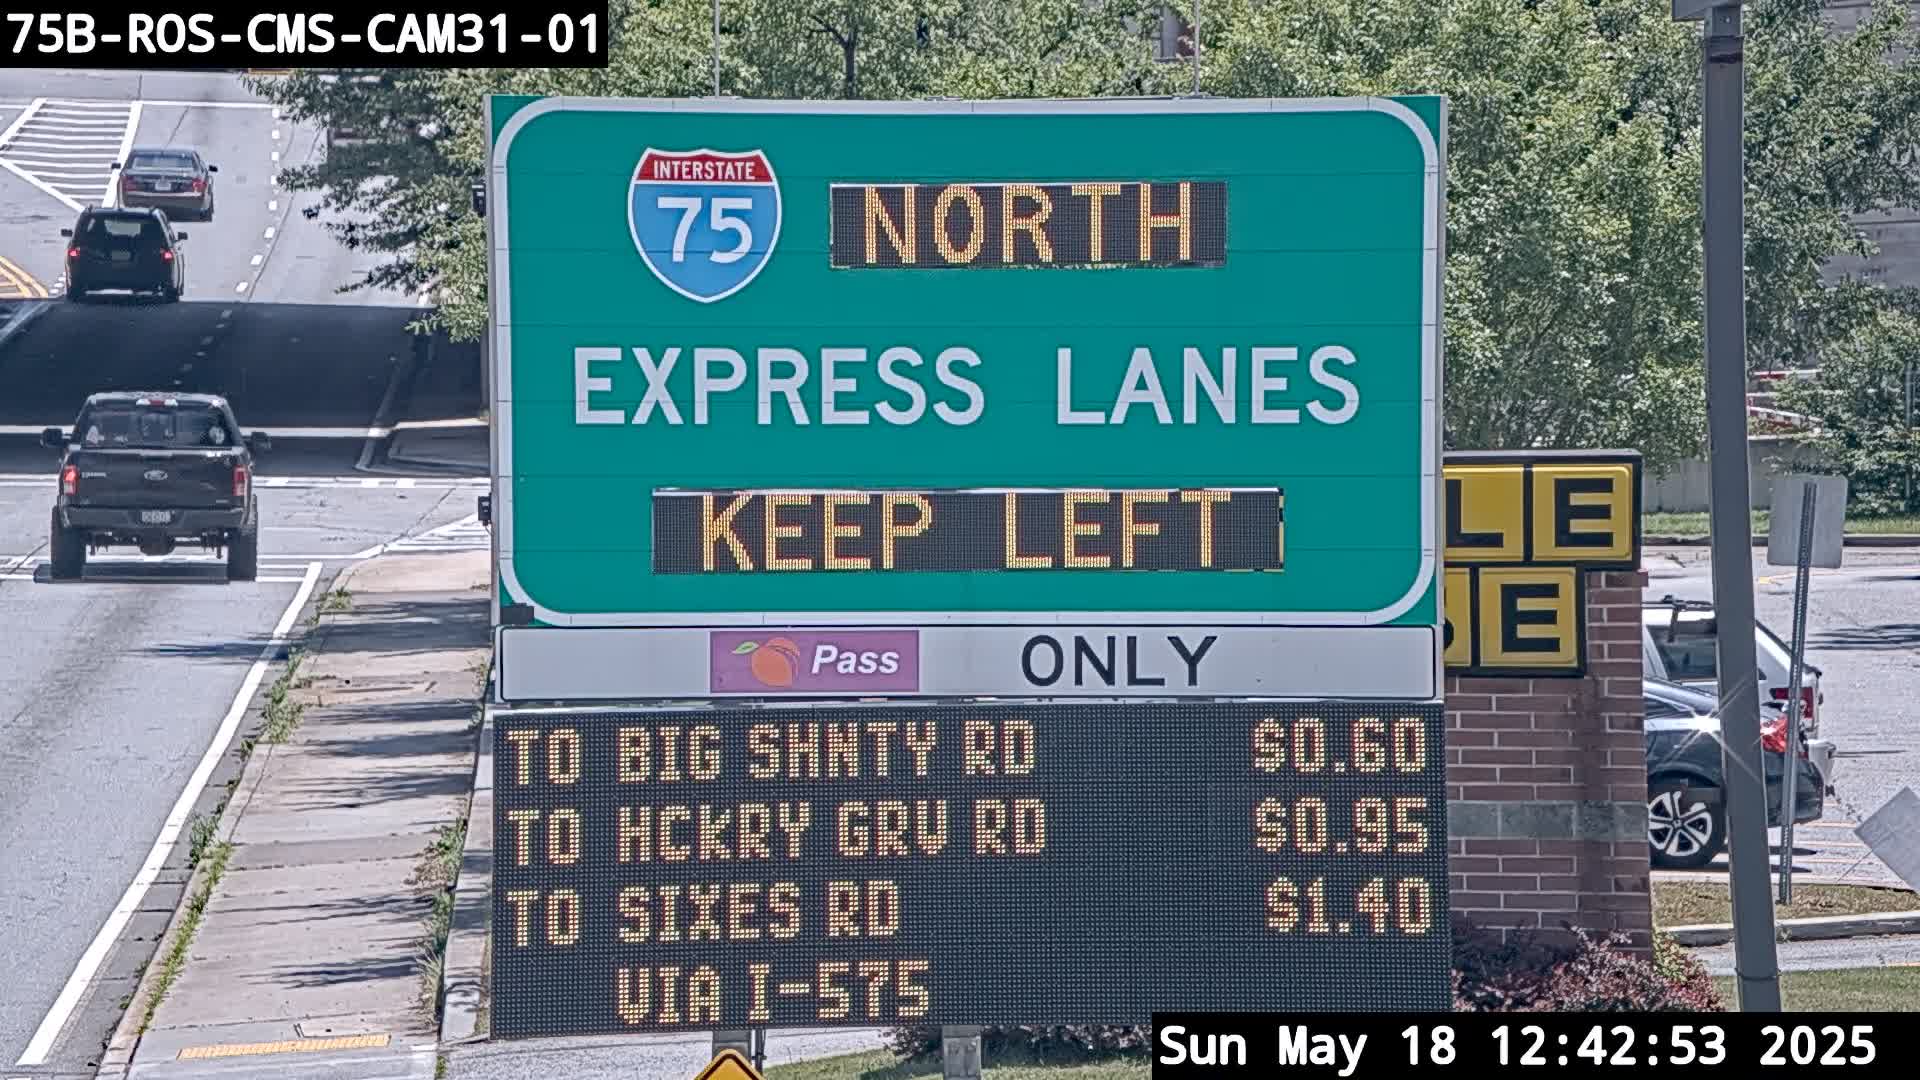 75B-ROS-CMS-CAM31-01
INTERSTATE
75
NORTH
EXPRESS LANES
KEEP LEFT
Pass ONLY
TO BIG SHNTY RD $0.60
TO HCKRY GRV RD $0.95
TO SIXES RD $1.40
VIA I-575
LE
E
Sun May 18 12:42:53 2025